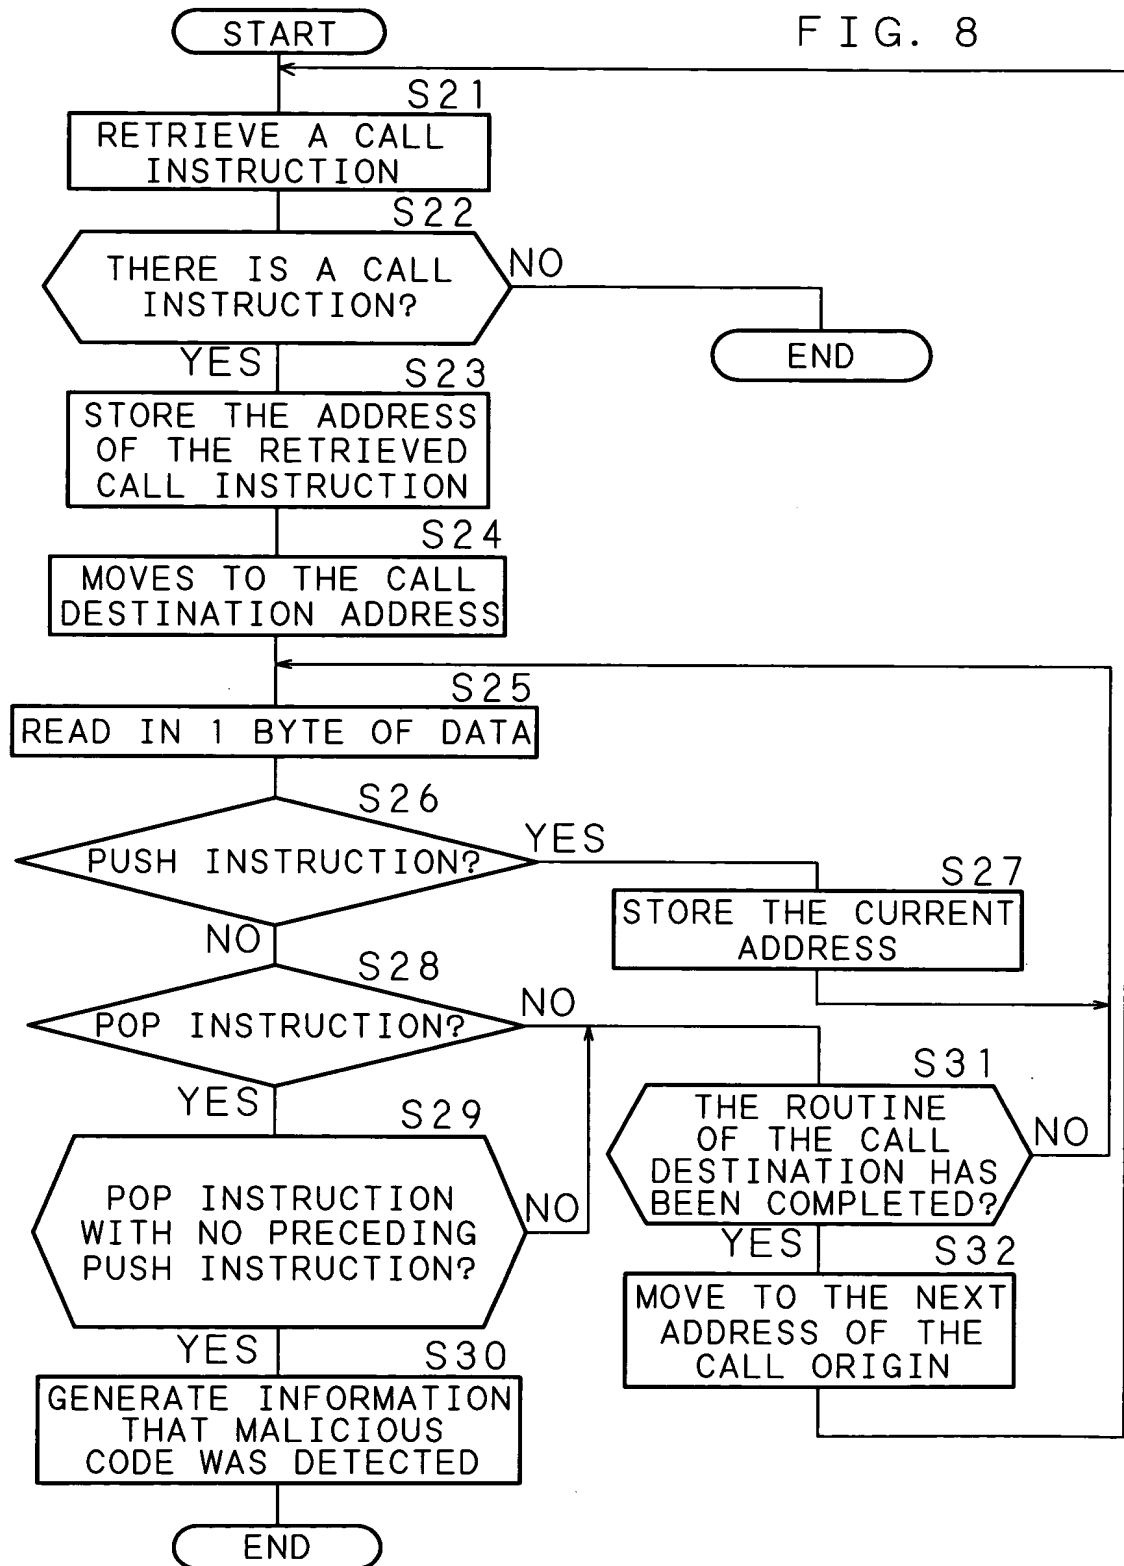 START
FIG. 8
S21
RETRIEVE A CALL
INSTRUCTION
S22
THERE IS A CALL
INSTRUCTION?
NO
END
YES
S23
STORE THE ADDRESS
OF THE RETRIEVED
CALL INSTRUCTION
S24
MOVES TO THE CALL
DESTINATION ADDRESS
S25
READ IN 1 BYTE OF DATA
S26
PUSH INSTRUCTION?
YES
S27
STORE THE CURRENT
ADDRESS
NO
S28
POP INSTRUCTION?
NO
YES
S29
POP INSTRUCTION
WITH NO PRECEDING
PUSH INSTRUCTION?
NO
S31
THE ROUTINE
OF THE CALL
DESTINATION HAS
BEEN COMPLETED?
NO
YES
S32
MOVE TO THE NEXT
ADDRESS OF THE
CALL ORIGIN
YES
S30
GENERATE INFORMATION
THAT MALICIOUS
CODE WAS DETECTED
END